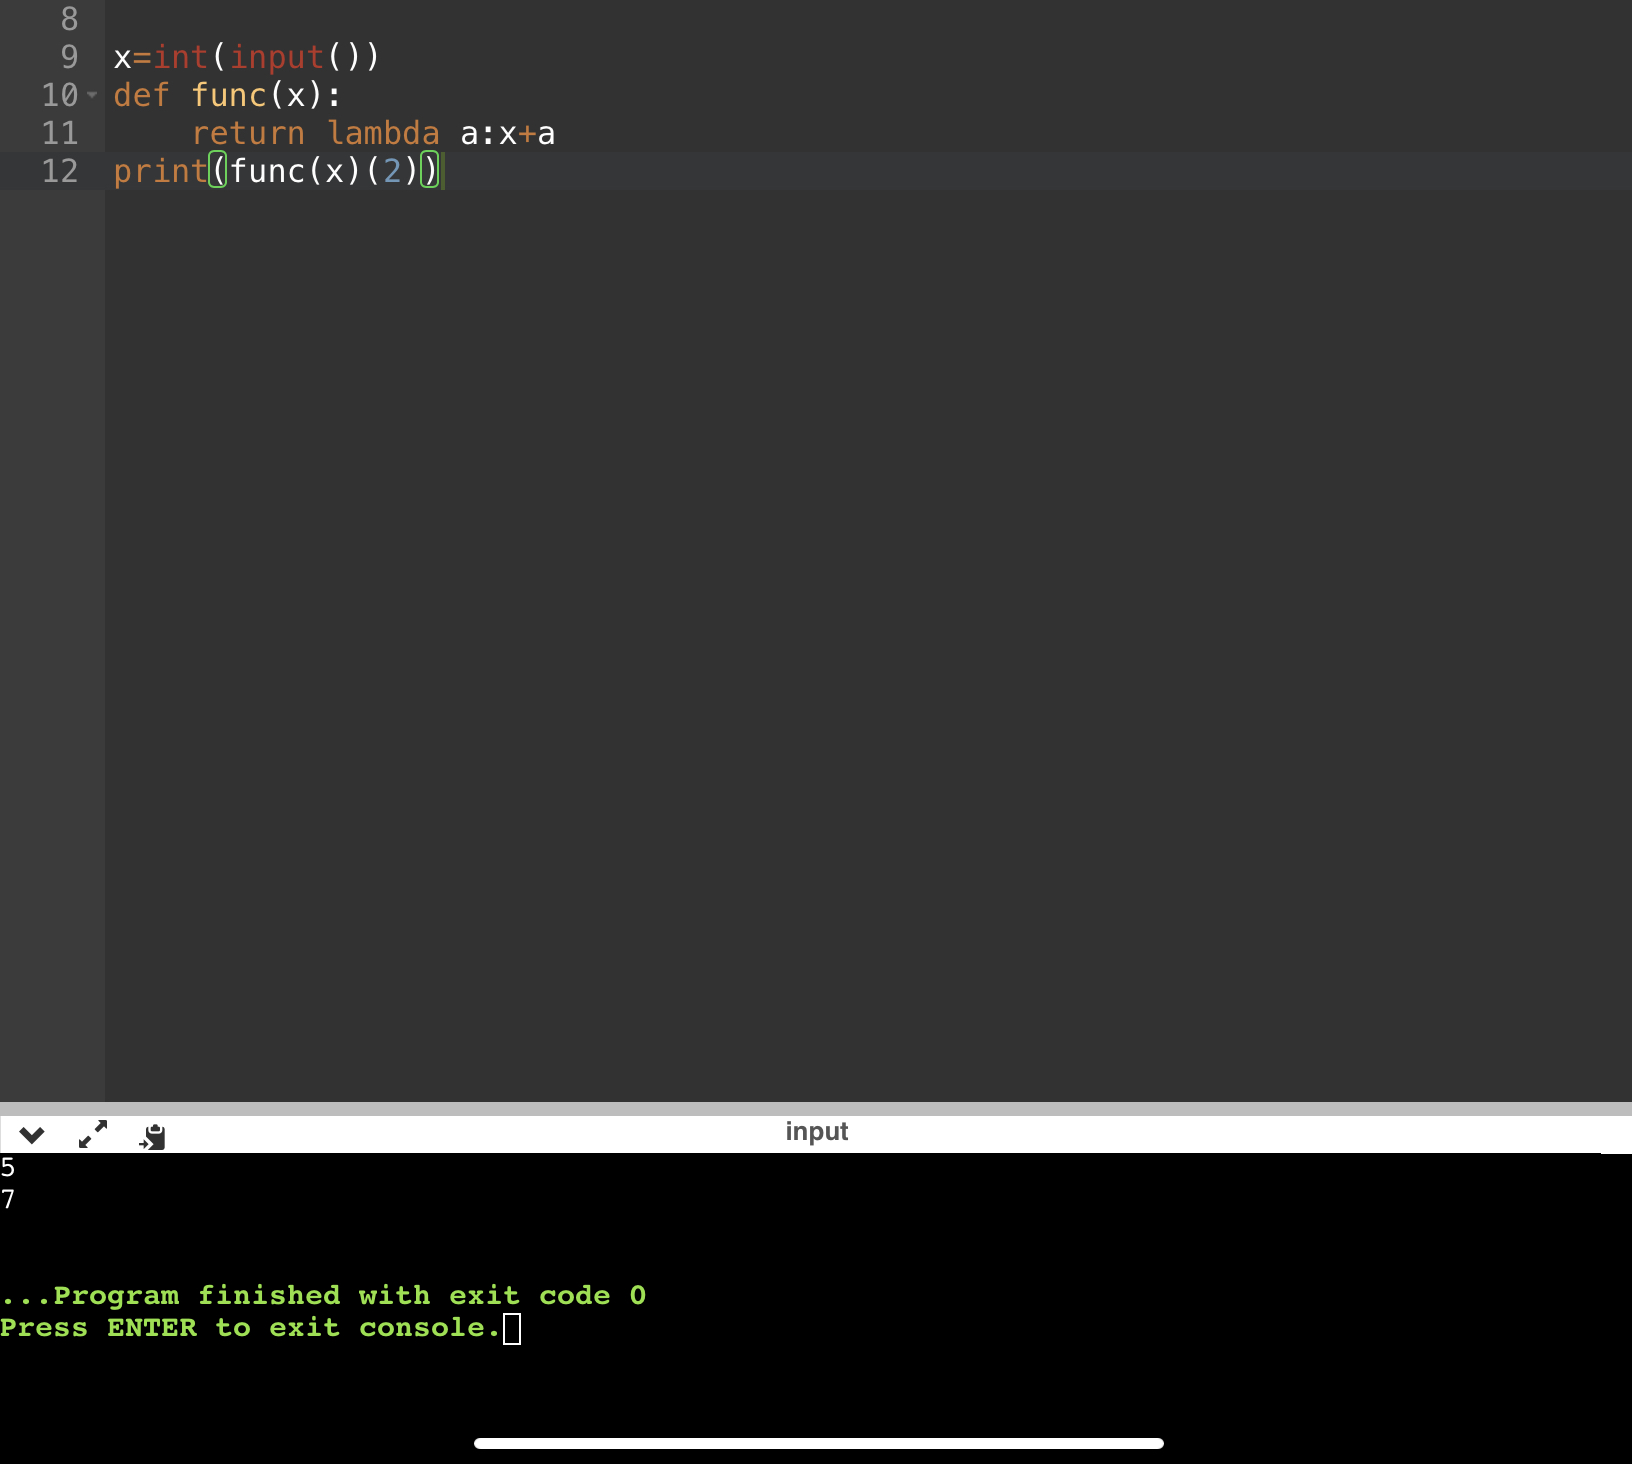 8
9 x=int(input())
10 def func(x):
11     return lambda a:x+a
12 print(func(x)(2))
input
5
7
...Program finished with exit code 0
Press ENTER to exit console.